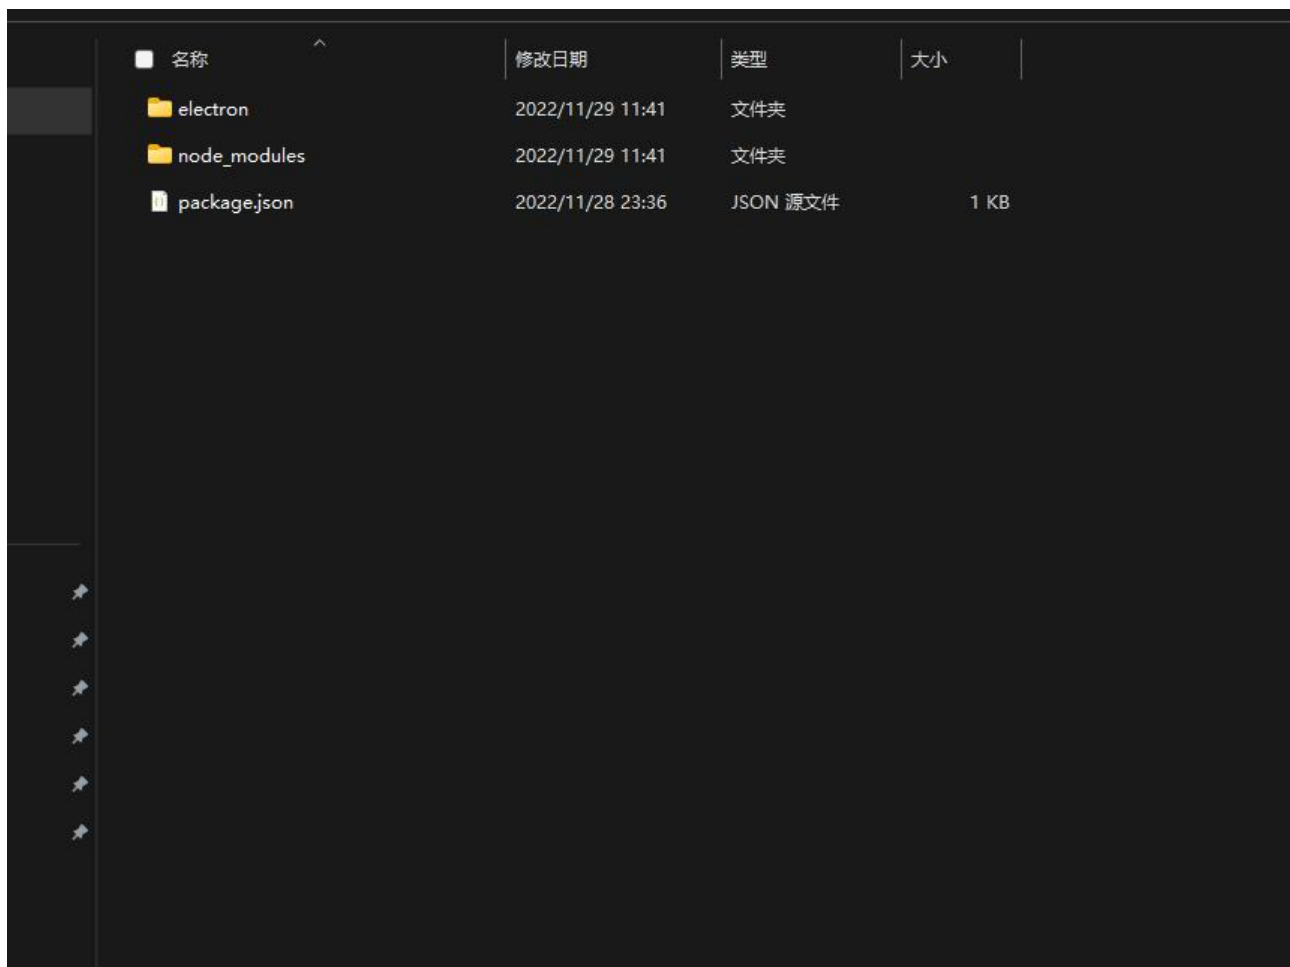 名称 修改日期 类型 大小
electron 2022/11/29 11:41 文件夹
node_modules 2022/11/29 11:41 文件夹
package.json 2022/11/28 23:36 JSON 源文件 1 KB